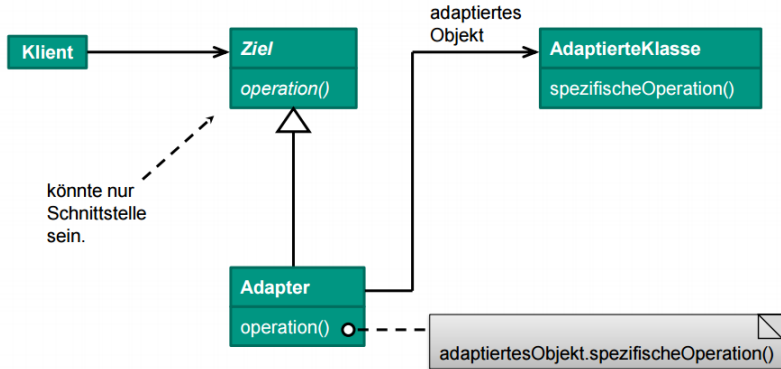 Klient
Ziel
operation()
adaptiertes
Objekt
AdaptierteKlasse
spezifischeOperation()
könnte nur
Schnittstelle
sein.
Adapter
operation()
adaptiertesObjekt.spezifischeOperation()